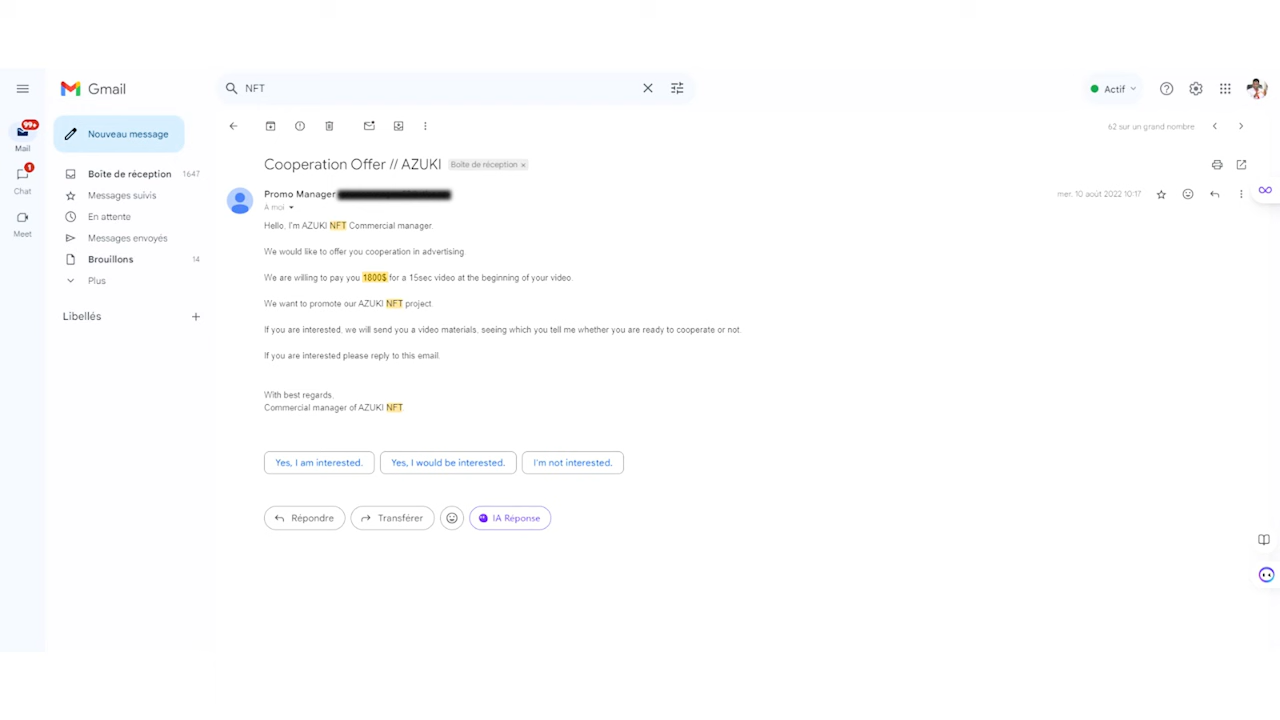 Gmail
NFT
Actif
99+
Mail
Nouveau message
62 sur un grand nombre
Cooperation Offer // AZUKI
Boîte de réception ×
1
Chat
Boîte de réception 1647
Promo Manager
mer. 10 août 2022 10:17
Messages suivis
À moi
En attente
Hello, I'm AZUKI NFT Commercial manager.
Meet
Messages envoyés
We would like to offer you cooperation in advertising.
Brouillons 14
We are willing to pay you 1800$ for a 15sec video at the beginning of your video.
Plus
We want to promote our AZUKI NFT project.
Libellés
If you are interested, we will send you a video materials, seeing which you tell me whether you are ready to cooperate or not.
If you are interested please reply to this email.
With best regards,
Commercial manager of AZUKI NFT
Yes, I am interested.
Yes, I would be interested.
I'm not interested.
Répondre
Transférer
IA Réponse